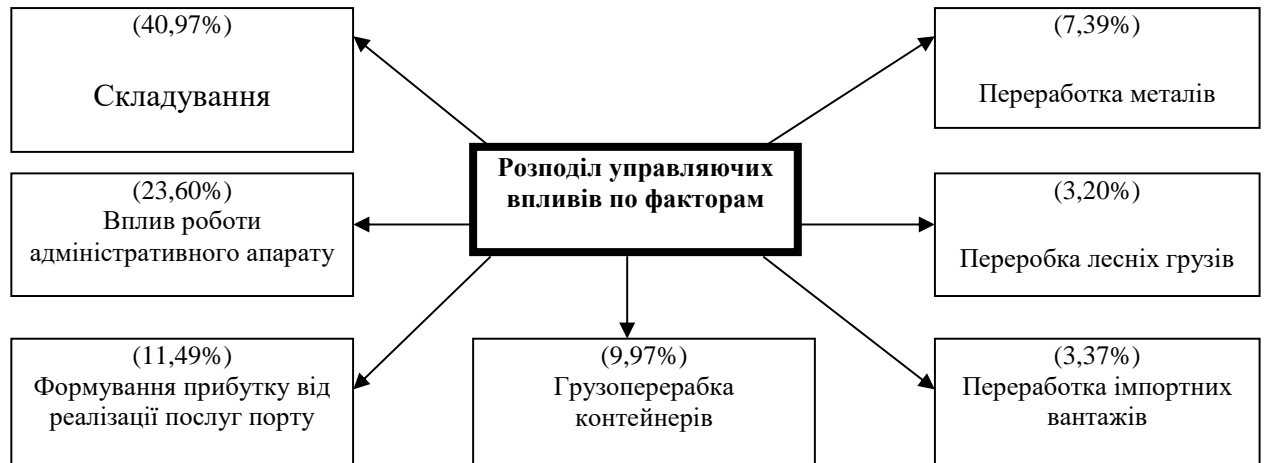 (40,97%)
Складування
(7,39%)
Переработка металів
Розподіл управляючих
впливів по факторам
(23,60%)
Вплив роботи
адміністративного апарату
(3,20%)
Переробка лесніх грузів
(11,49%)
Формування прибутку від
реалізації послуг порту
(9,97%)
Грузоперерабка
контейнерів
(3,37%)
Переработка імпортних
вантажів